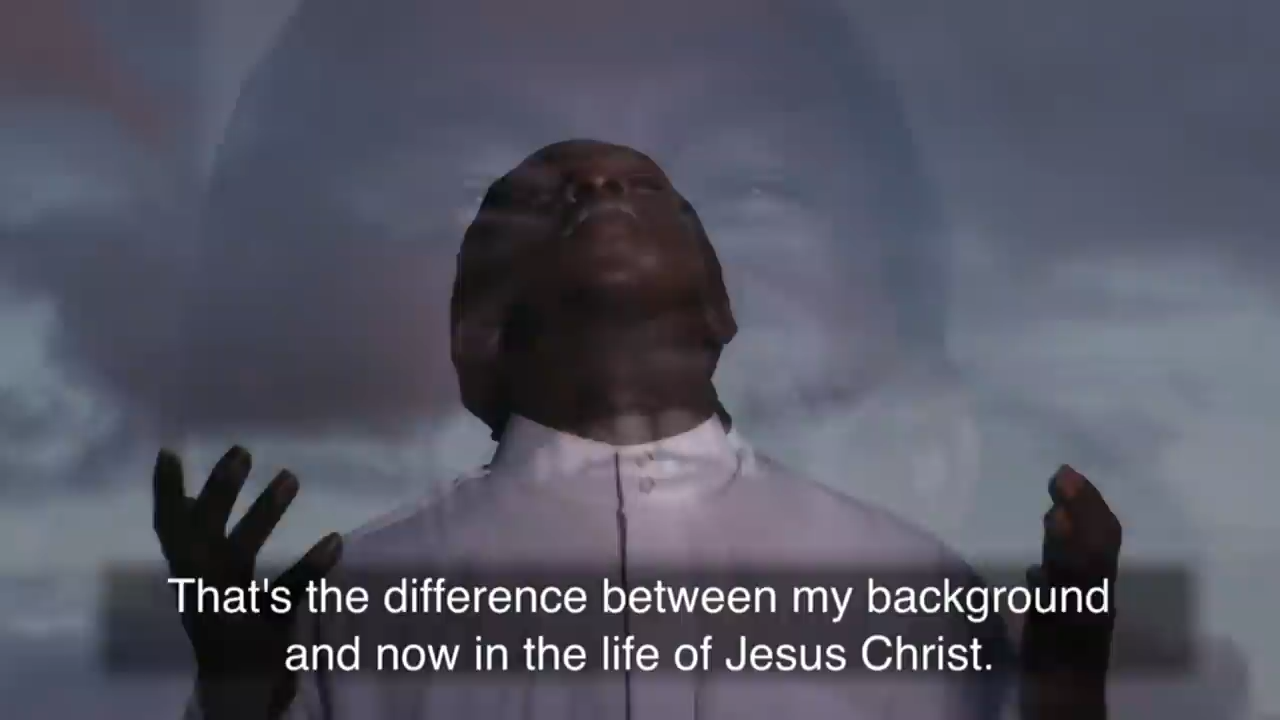 That's the difference between my background
and now in the life of Jesus Christ.